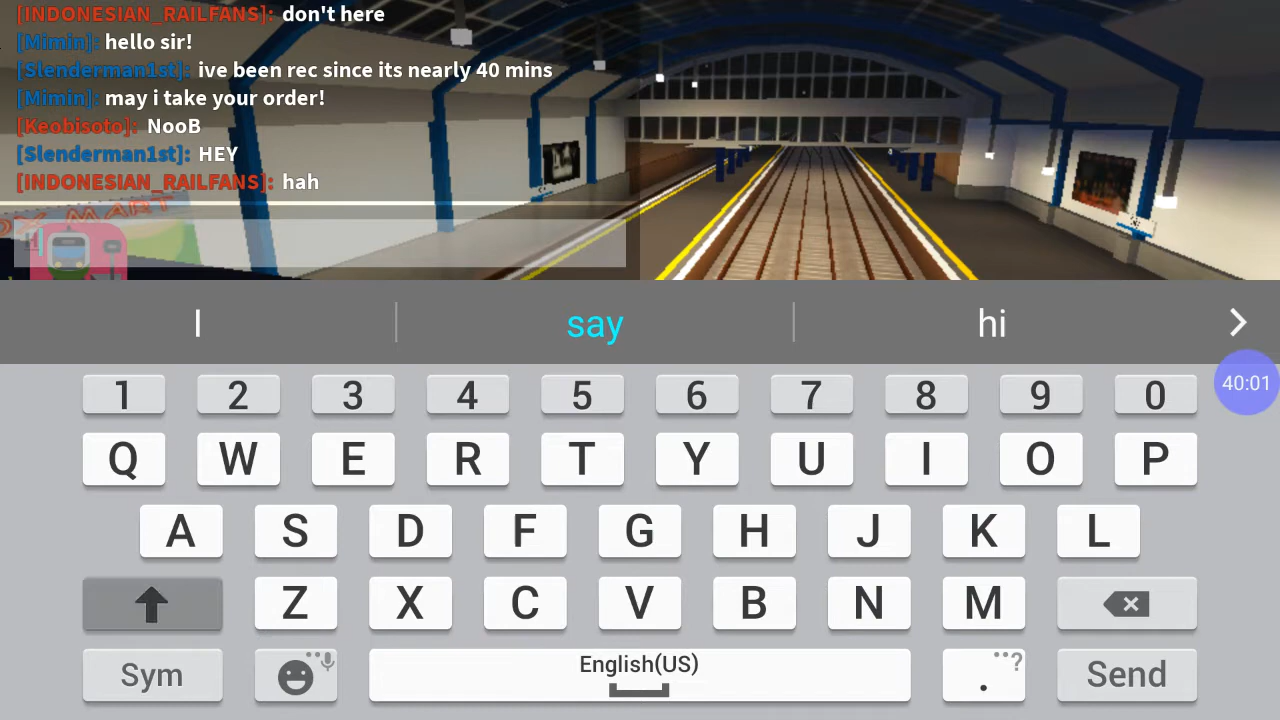 [INDONESIAN_RAILFANS]: don't here
[Mimin]: hello sir!
[Slenderman1st]: ive been rec since its nearly 40 mins
[Mimin]: may i take your order!
[Keobisoto]: NooB
[Slenderman1st]: HEY
[INDONESIAN_RAILFANS]: hah
MART
H
I say hi
1 2 3 4 5 6 7 8 9 0
40:01
Q W E R T Y U I O P
A S D F G H J K L
Z X C V B N M
Sym English(US) . ? Send